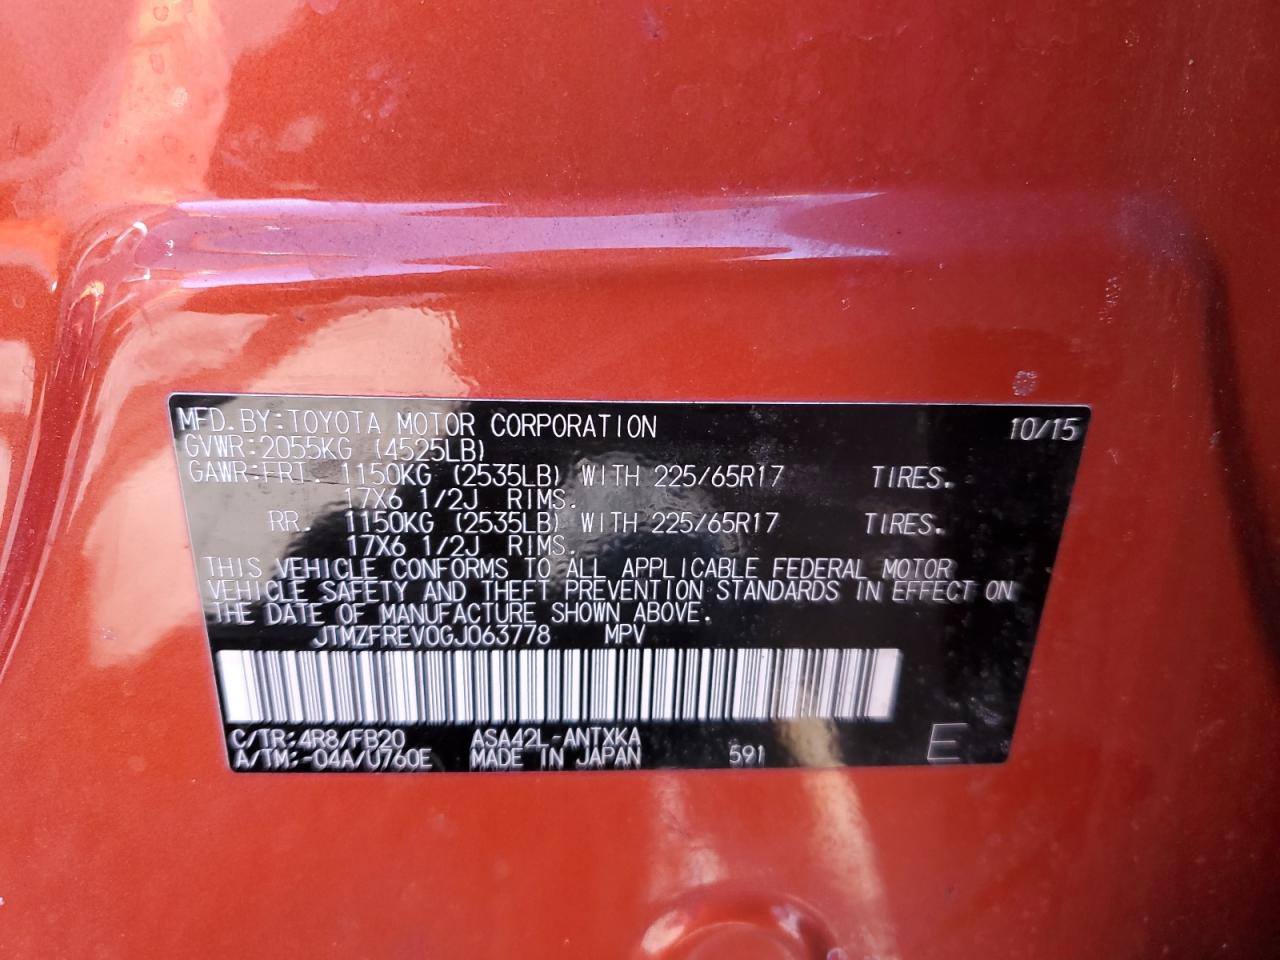 MFD. BY:TOYOTA MOTOR CORPORATION 10/15
GVWR:2055KG (4525LB)
GAWR:FRT. 1150KG (2535LB) WITH 225/65R17 TIRES.
17X6 1/2J RIMS.
RR. 1150KG (2535LB) WITH 225/65R17 TIRES.
17X6 1/2J RIMS.
THIS VEHICLE CONFORMS TO ALL APPLICABLE FEDERAL MOTOR
VEHICLE SAFETY AND THEFT PREVENTION STANDARDS IN EFFECT ON
THE DATE OF MANUFACTURE SHOWN ABOVE.
JTMZFREV0GJ063778 MPV
C/TR:4R8/FB20 ASA42L-ANTXKA
A/TM:-04A/U760E MADE IN JAPAN 591 E